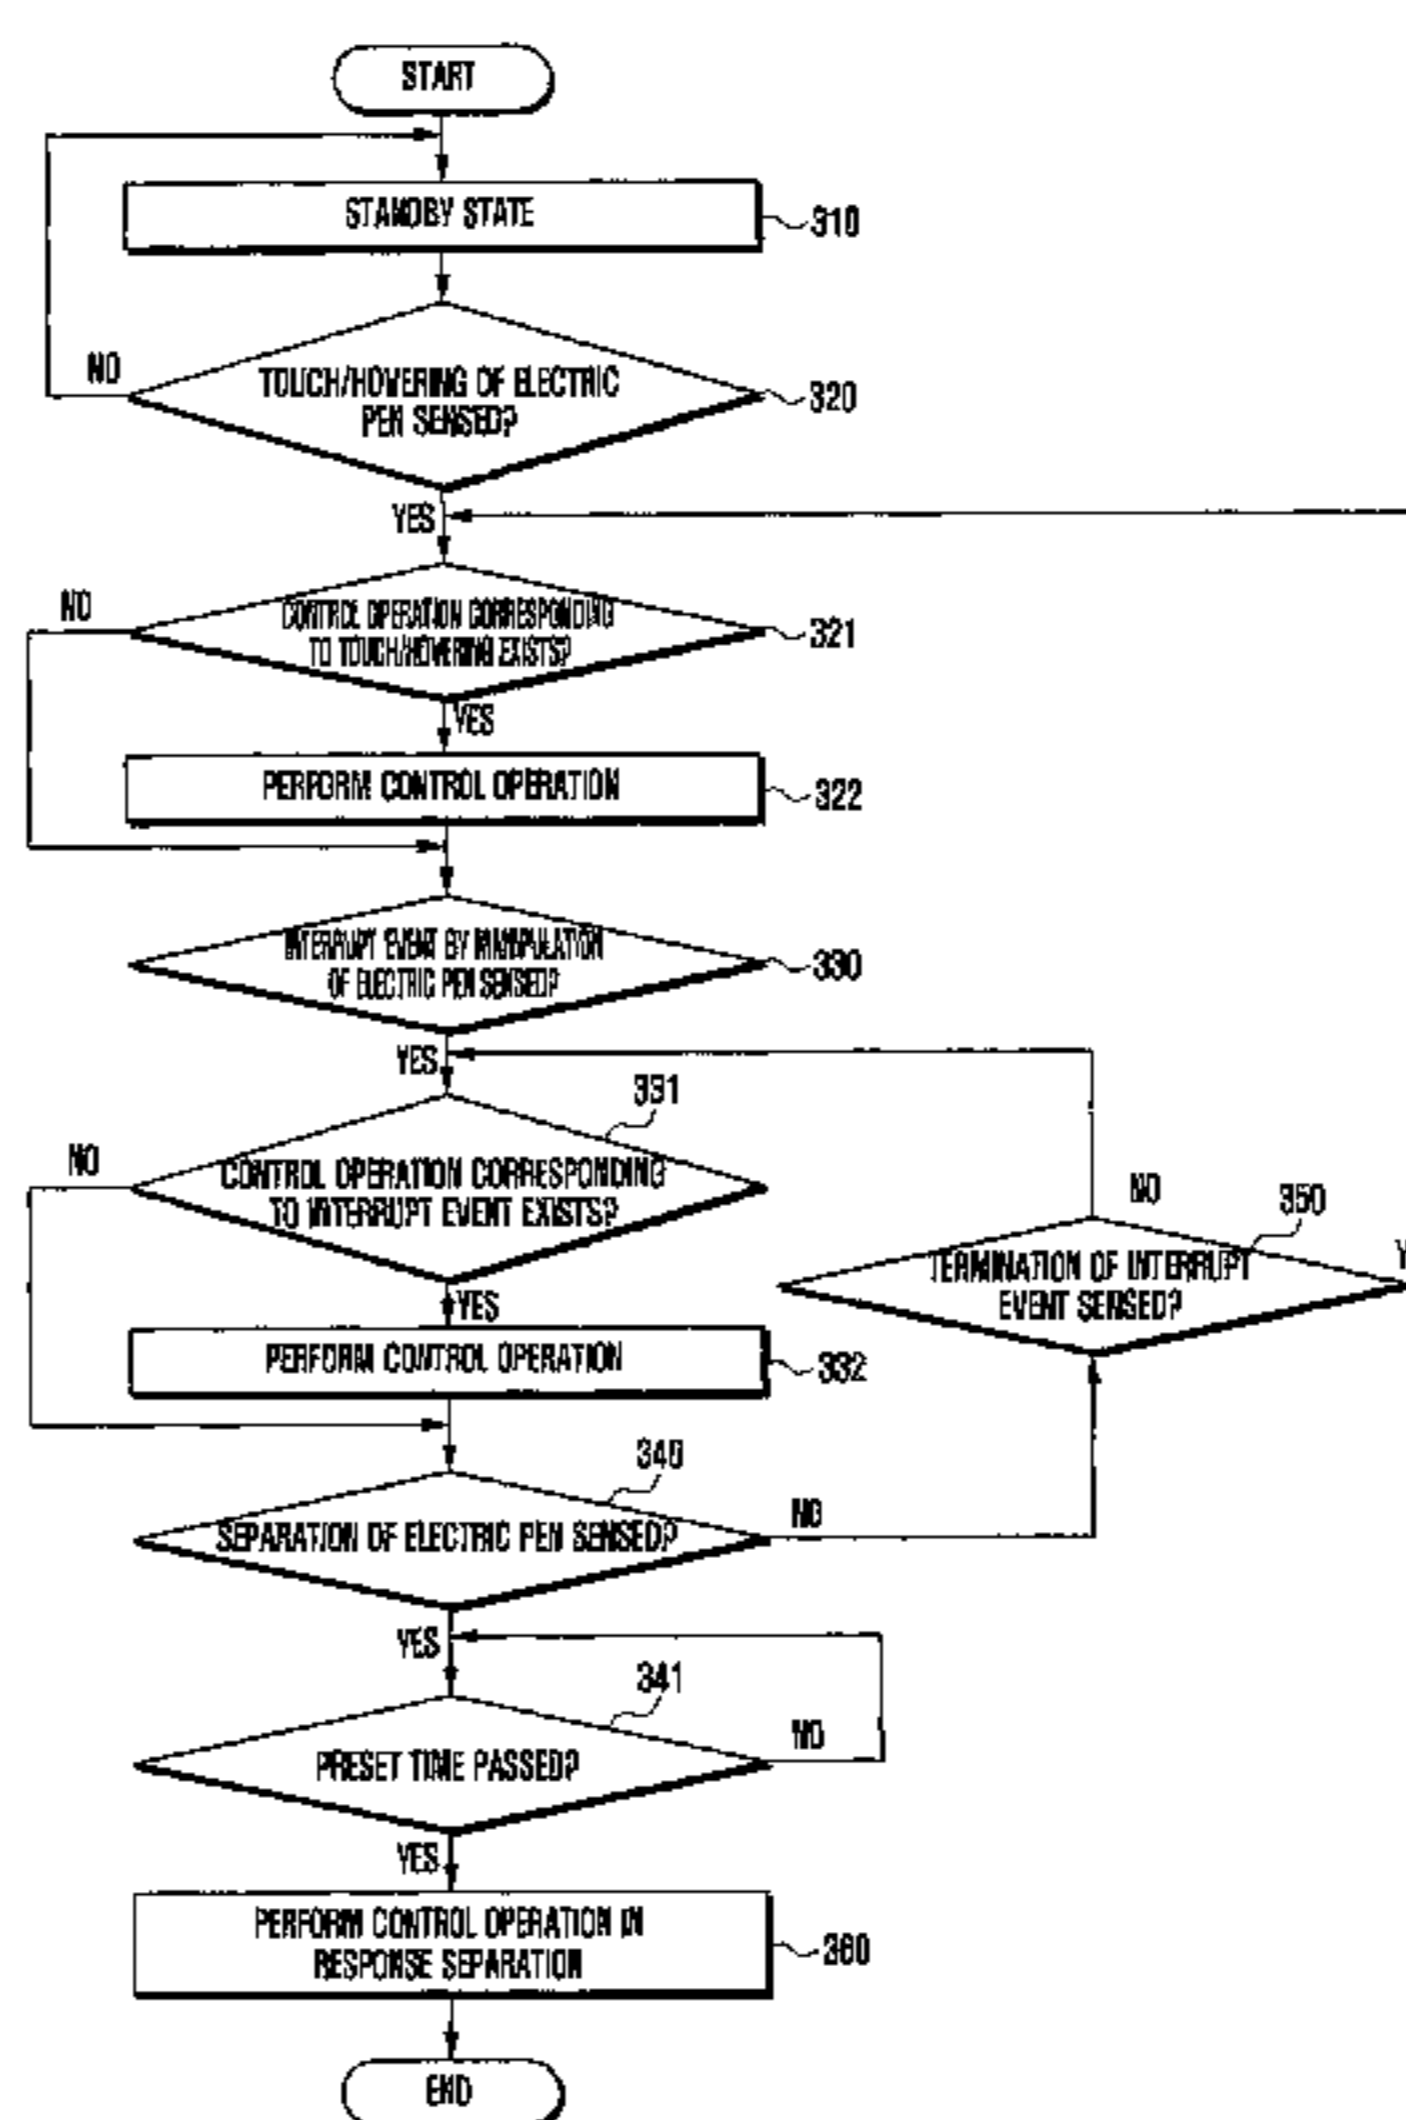 START
STANDBY STATE
310
NO
TOUCH/HOVERING OF ELECTRIC
PEN SENSED?
320
YES
NO
CONTROL OPERATION CORRESPONDING
TO TOUCH/HOVERING EXISTS?
321
YES
PERFORM CONTROL OPERATION
322
INTERRUPT EVENT BY MANIPULATION
OF ELECTRIC PEN SENSED?
330
YES
331
NO
CONTROL OPERATION CORRESPONDING
TO INTERRUPT EVENT EXISTS?
NO
350
TERMINATION OF INTERRUPT
EVENT SENSED?
Y
YES
PERFORM CONTROL OPERATION
332
340
SEPARATION OF ELECTRIC PEN SENSED?
NO
YES
341
PRESET TIME PASSED?
NO
YES
PERFORM CONTROL OPERATION IN
RESPONSE SEPARATION
360
END